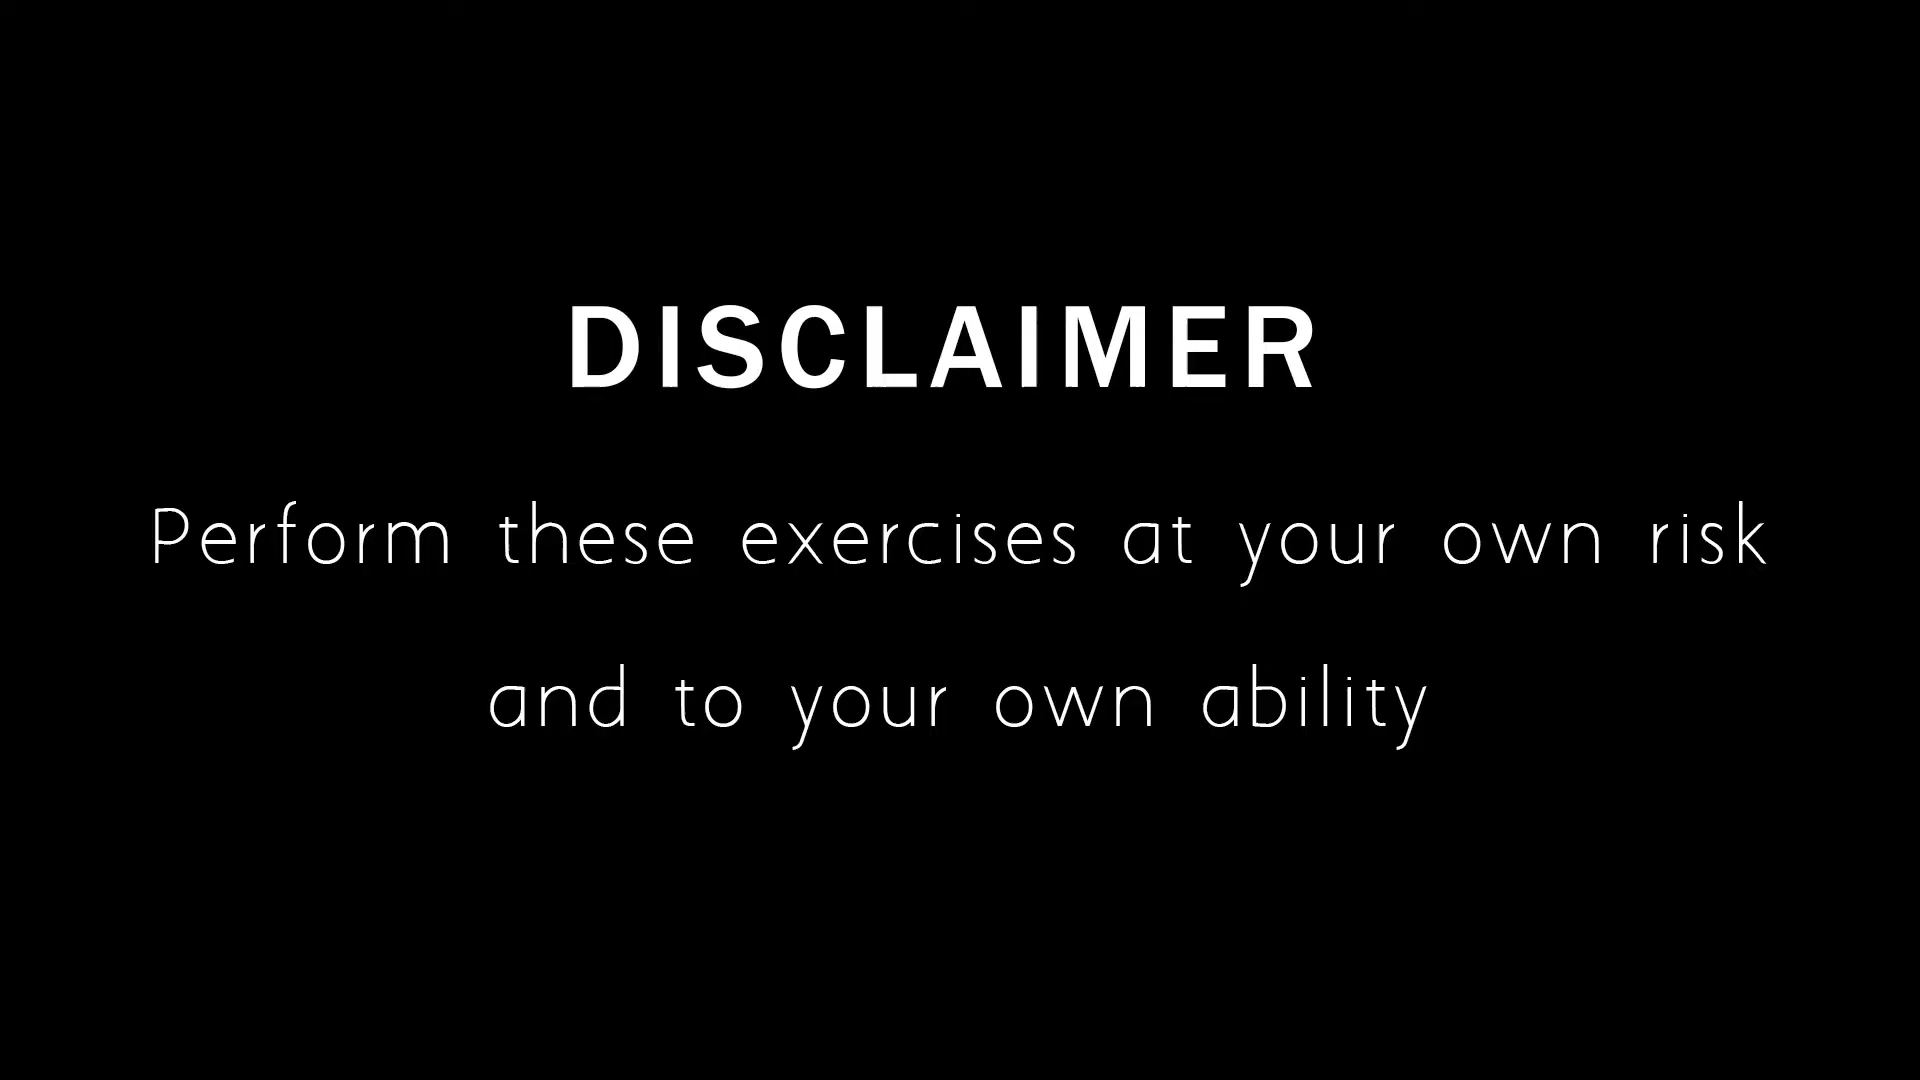 DISCLAIMER
Perform these exercises at your own risk
and to your own ability